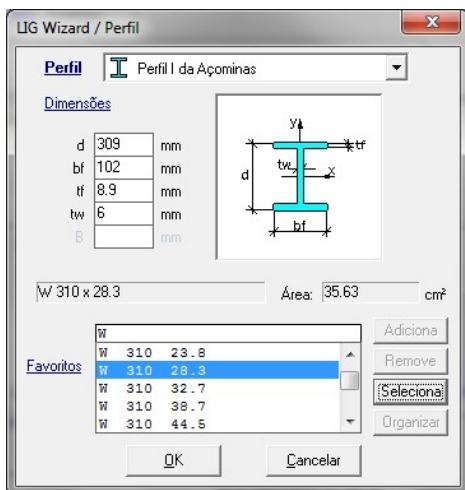 LIG Wizard / Perfil
Perfil
Perfil I da Açominas
Dimensões
d 309 mm
bf 102 mm
tf 8.9 mm
tw 6 mm
B mm
y
tf
tw
x
d
bf
W 310 x 28.3
Área: 35.63 cm²
W
Adiciona
Favoritos
W 310 23.8
W 310 28.3
W 310 32.7
W 310 38.7
W 310 44.5
Remove
Seleciona
Organizar
OK
Cancelar